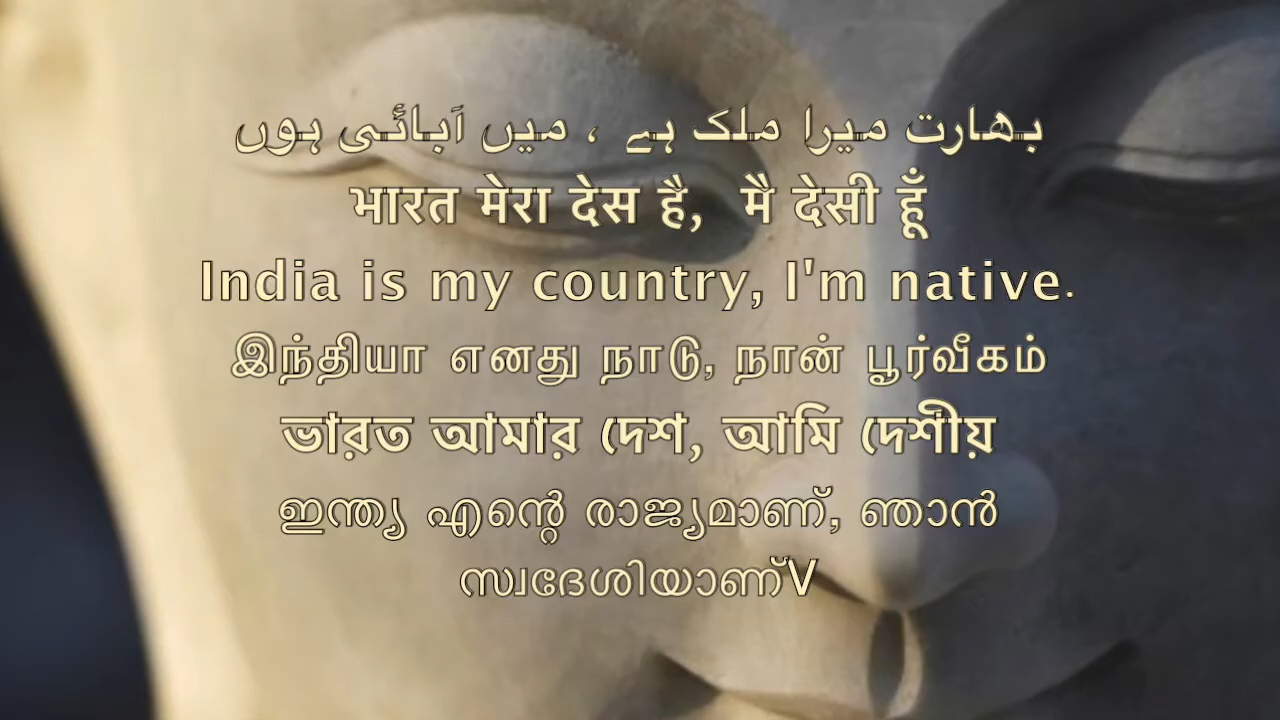 بھارت میرا ملک ہے ، میں آبائی ہوں
भारत मेरा देस है, मै देसी हूँ
India is my country, I'm native.
இந்தியா எனது நாடு, நான் பூர்வீகம்
ভারত আমার দেশ, আমি দেশীয়
ഇന്ത്യ എന്റെ രാജ്യമാണ്, ഞാൻ
സ്വദേശിയാണ്V